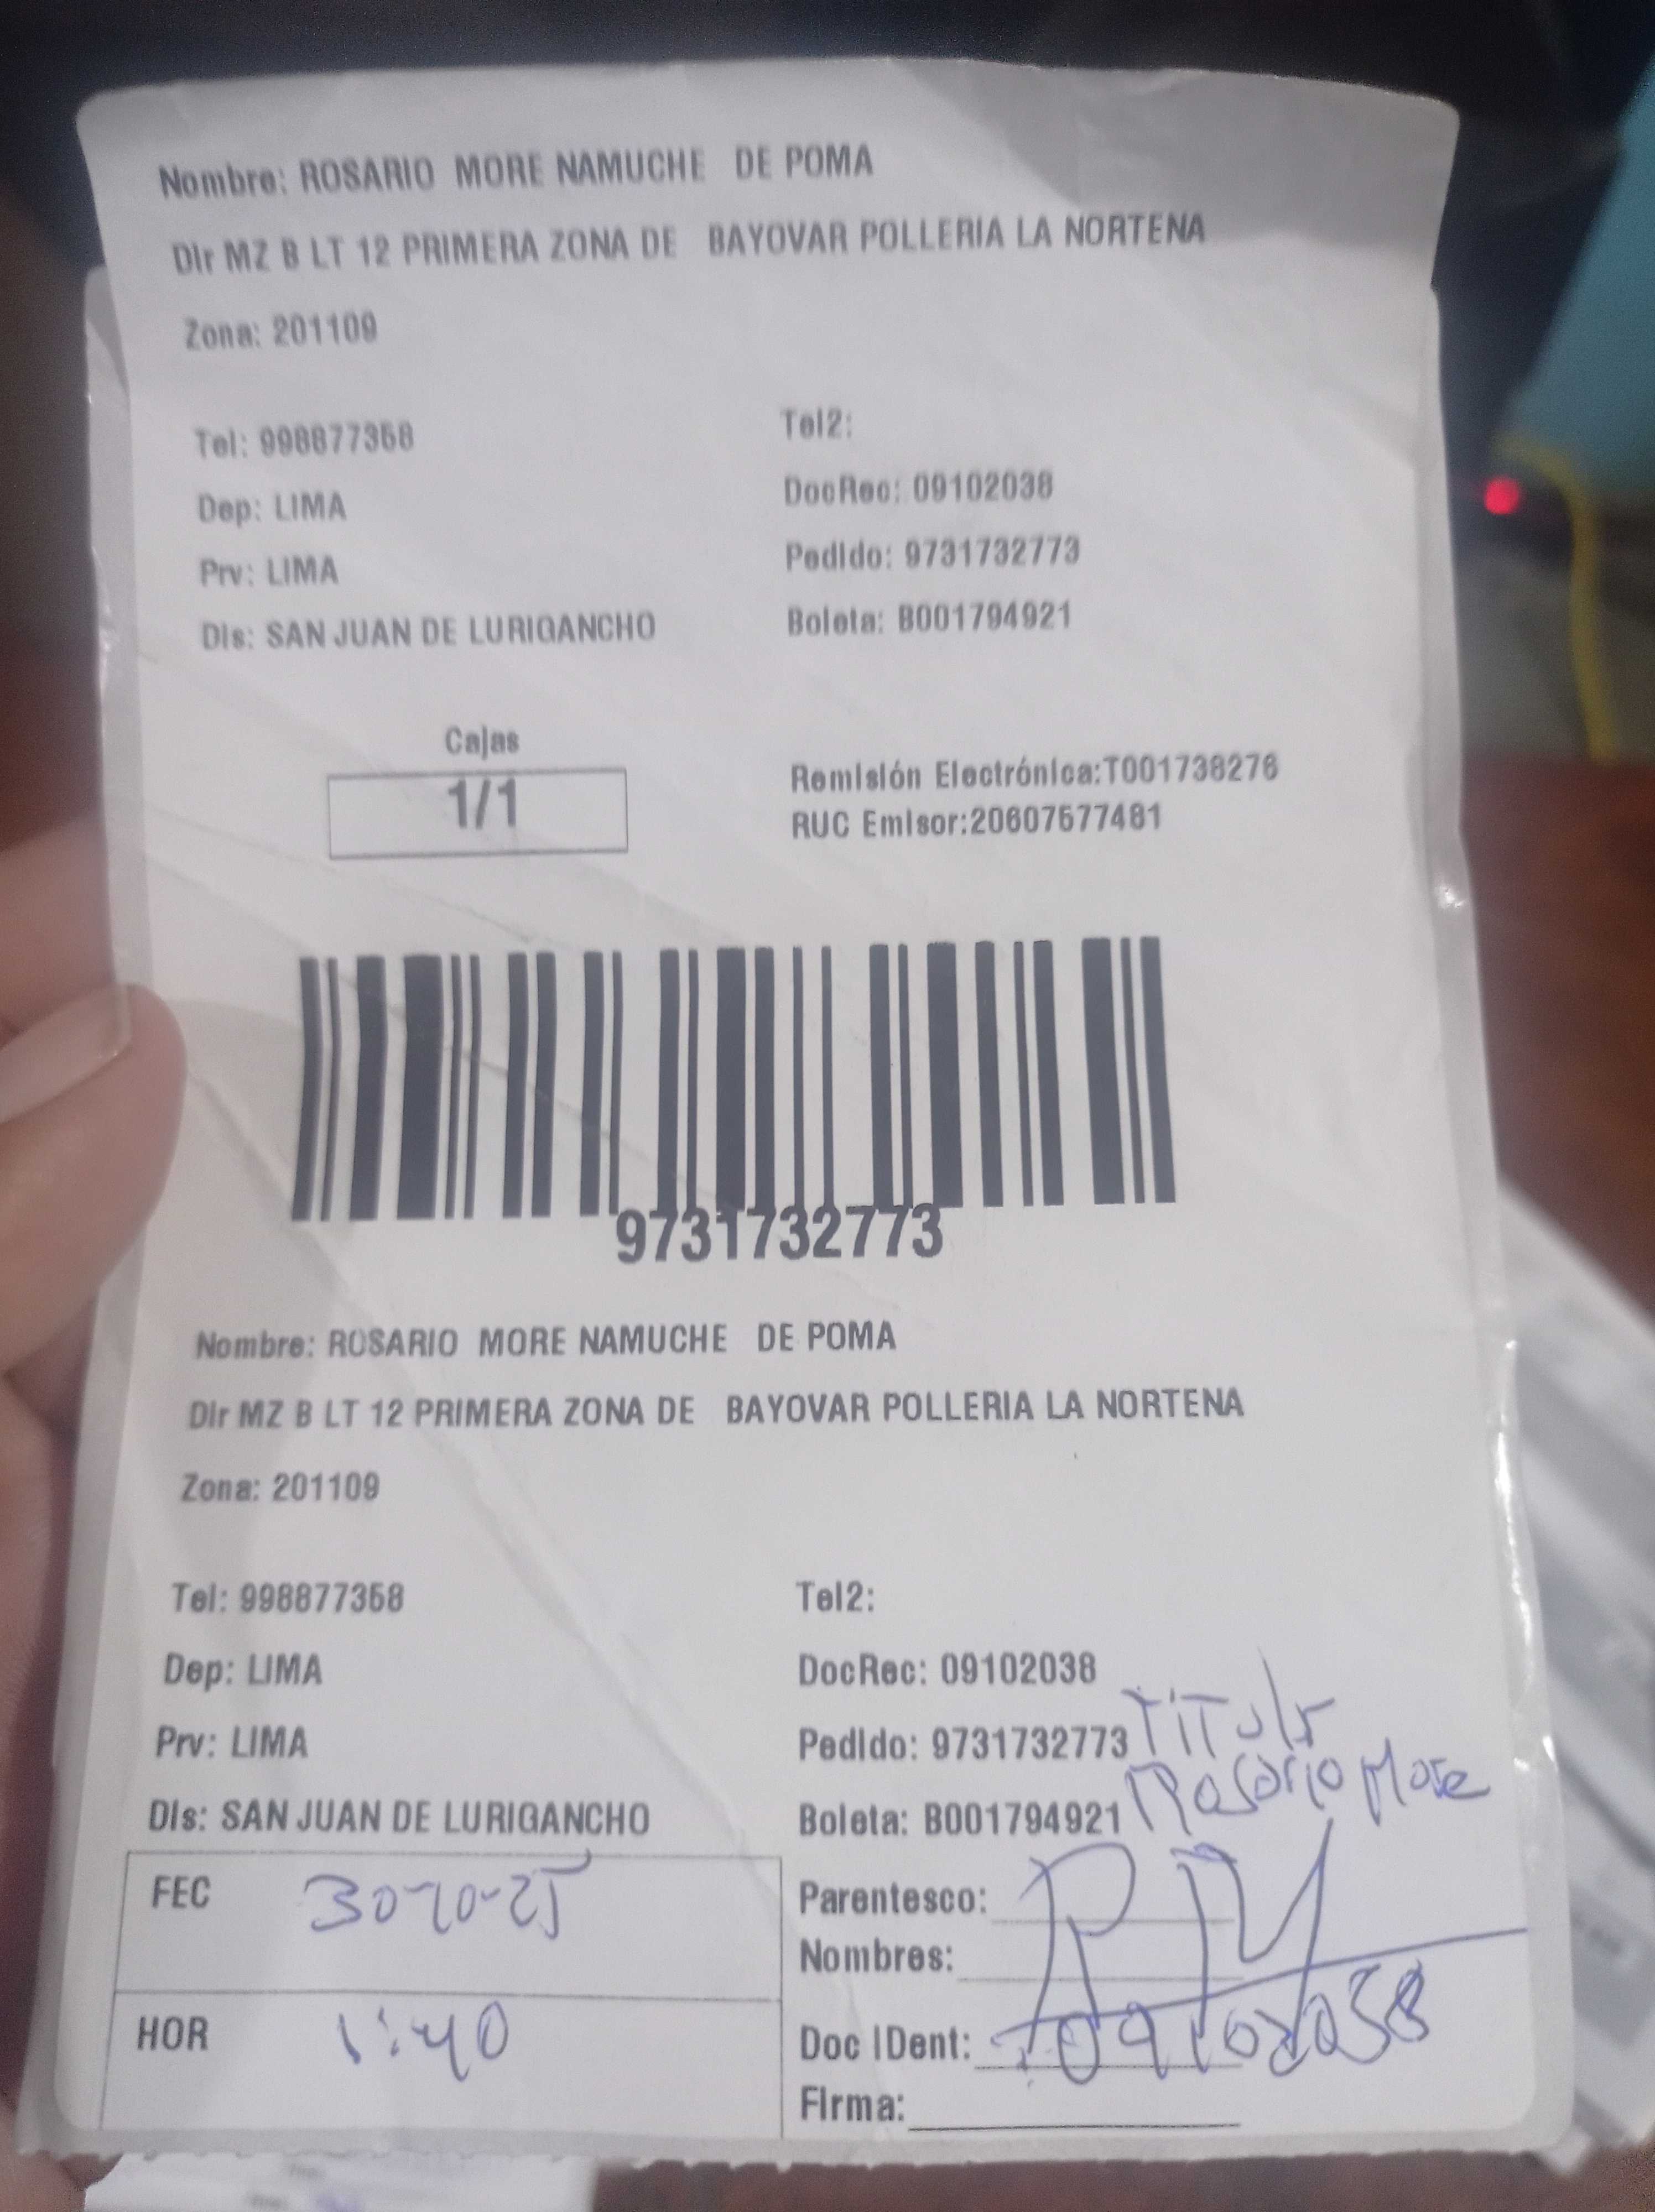 Nombre: ROSARIO MORE NAMUCHE DE POMA
Dir MZ B LT 12 PRIMERA ZONA DE BAYOVAR POLLERIA LA NORTENA
Zona: 201109
Tel: 998877358
Tel2:
Dep: LIMA
DocRec: 09102038
Prv: LIMA
Pedido: 9731732773
Dis: SAN JUAN DE LURIGANCHO
Boleta: B001794921
Cajas
1/1
Remisión Electrónica:T001738276
RUC Emisor:20607577481
9731732773
Nombre: ROSARIO MORE NAMUCHE DE POMA
Dir MZ B LT 12 PRIMERA ZONA DE BAYOVAR POLLERIA LA NORTENA
Zona: 201109
Tel: 998877358
Tel2:
Dep: LIMA
DocRec: 09102038
Prv: LIMA
Pedido: 9731732773
Titular
Dis: SAN JUAN DE LURIGANCHO
Boleta: B001794921
Rosario More
FEC 30-10-25
Parentesco:
Nombres:
HOR 1:40
Doc IDent: 09102038
Firma: